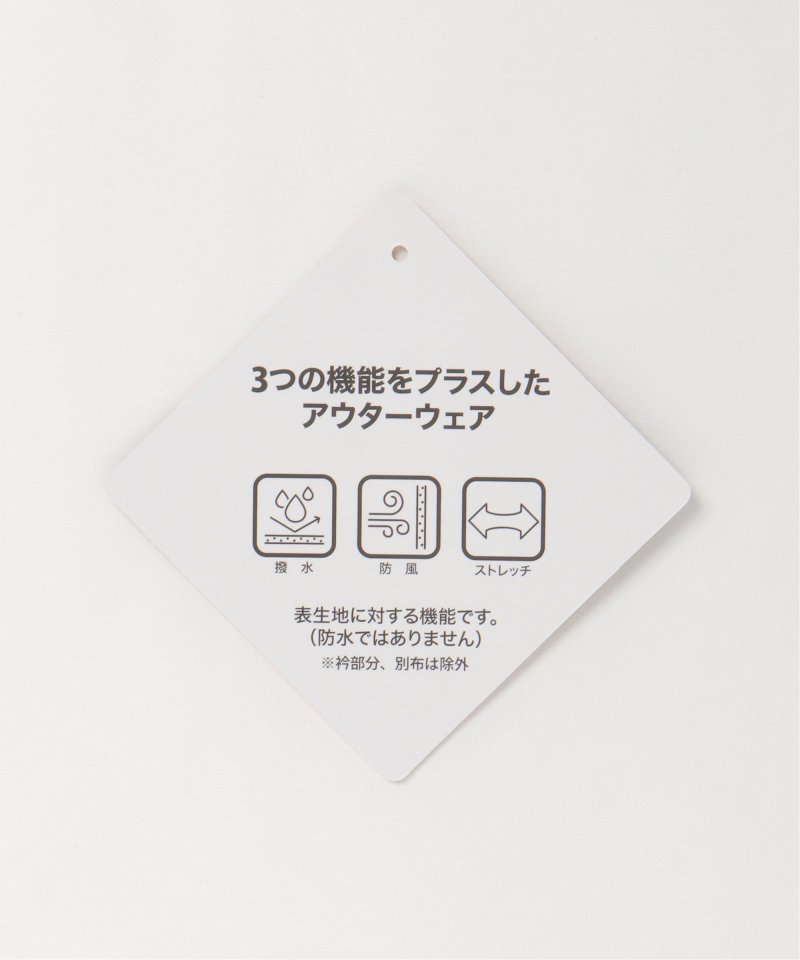 3つの機能をプラスした
アウターウェア
撥 水
防 風
ストレッチ
表生地に対する機能です。
(防水ではありません)
※衿部分、別布は除外